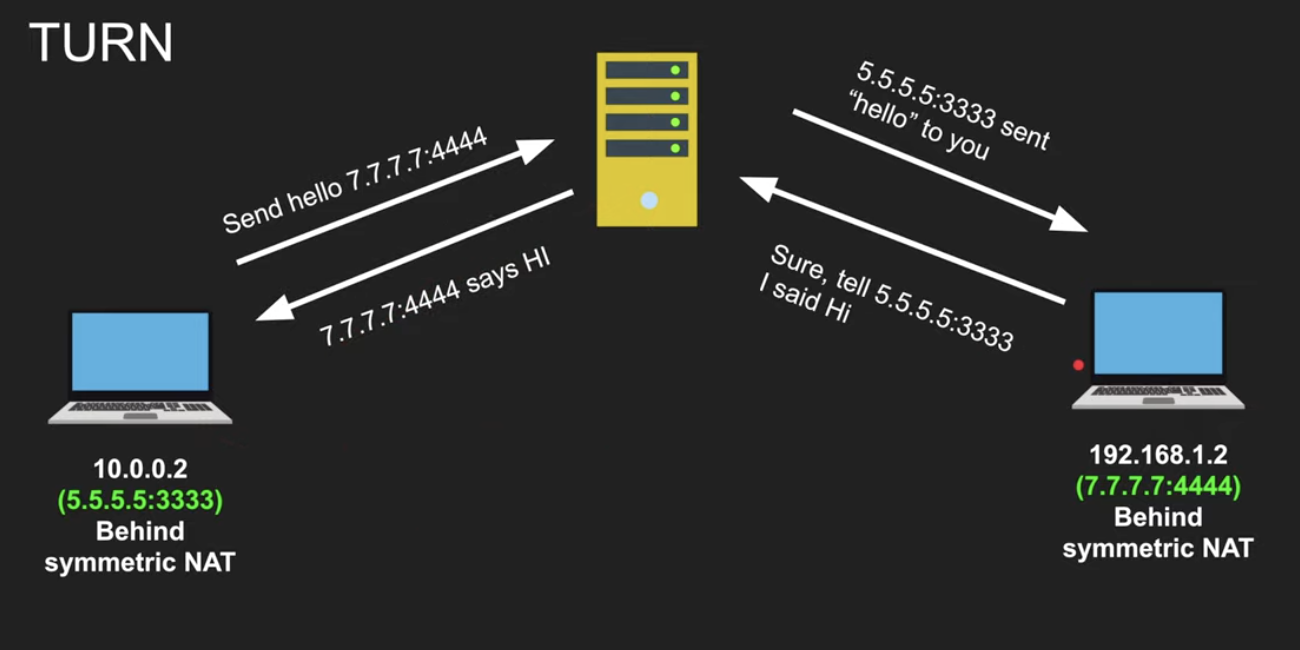 TURN
Send hello 7.7.7.7:4444
7.7.7.7:4444 says HI
5.5.5.5:3333 sent
“hello” to you
Sure, tell 5.5.5.5:3333
I said Hi
10.0.0.2
(5.5.5.5:3333)
Behind
symmetric NAT
192.168.1.2
(7.7.7.7:4444)
Behind
symmetric NAT